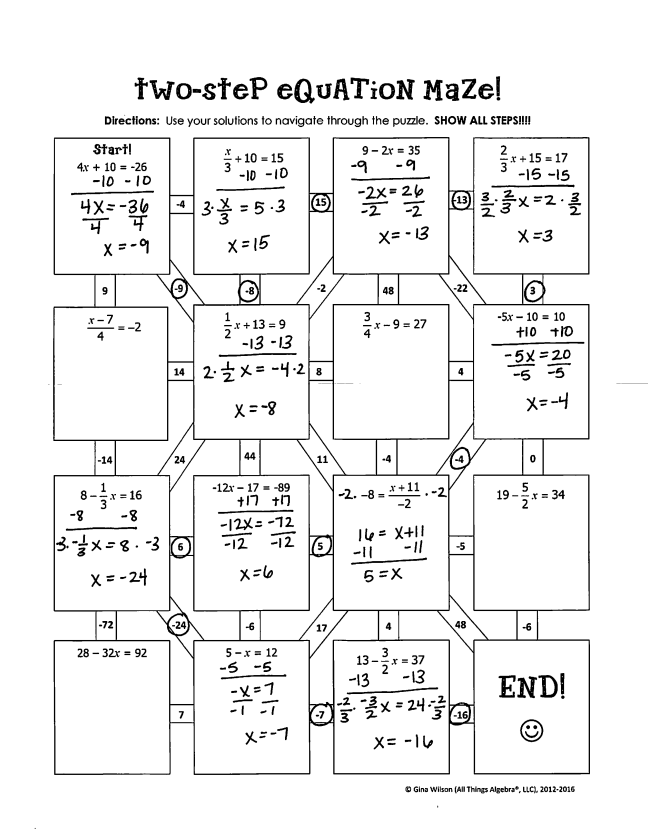 two-step equation maze!
Directions: Use your solutions to navigate through the puzzle. SHOW ALL STEPS!!!!
Start!
4x + 10 = -26
-10 -10
4x = -36
4 4
x = -9
-4
x/3 + 10 = 15
-10 -10
3 · x/3 = 5 · 3
x = 15
15
9 – 2x = 35
-9 -9
-2x = 26
-2 -2
x = -13
-13
2/3 x + 15 = 17
-15 -15
3/2 · 2/3 x = 2 · 3/2
x = 3
9
-9
-8
-2
48
-22
3
x – 7/4 = -2
14
1/2 x + 13 = 9
-13 -13
2 · 1/2 x = -4 · 2
x = -8
8
3/4 x – 9 = 27
4
-5x – 10 = 10
+10 +10
-5x = 20
-5 -5
x = -4
-14
24
44
11
-4
-4
0
8 – 1/3 x = 16
-8 -8
-3 · -1/3 x = 8 · -3
x = -24
6
-12x – 17 = -89
+17 +17
-12x = -72
-12 -12
x = 6
5
-2 · -8 = x + 11/-2 · -2
16 = x + 11
-11 -11
5 = x
-5
19 – 5/2 x = 34
-72
-24
-6
17
4
48
-6
28 – 32x = 92
7
5 – x = 12
-5 -5
-x = 7
-1 -1
x = -7
-7
13 – 3/2 x = 37
-13 -13
-2/3 · -3/2 x = 24 · -2/3
x = -16
-16
END!
© Gina Wilson (All Things Algebra®, LLC), 2012-2016